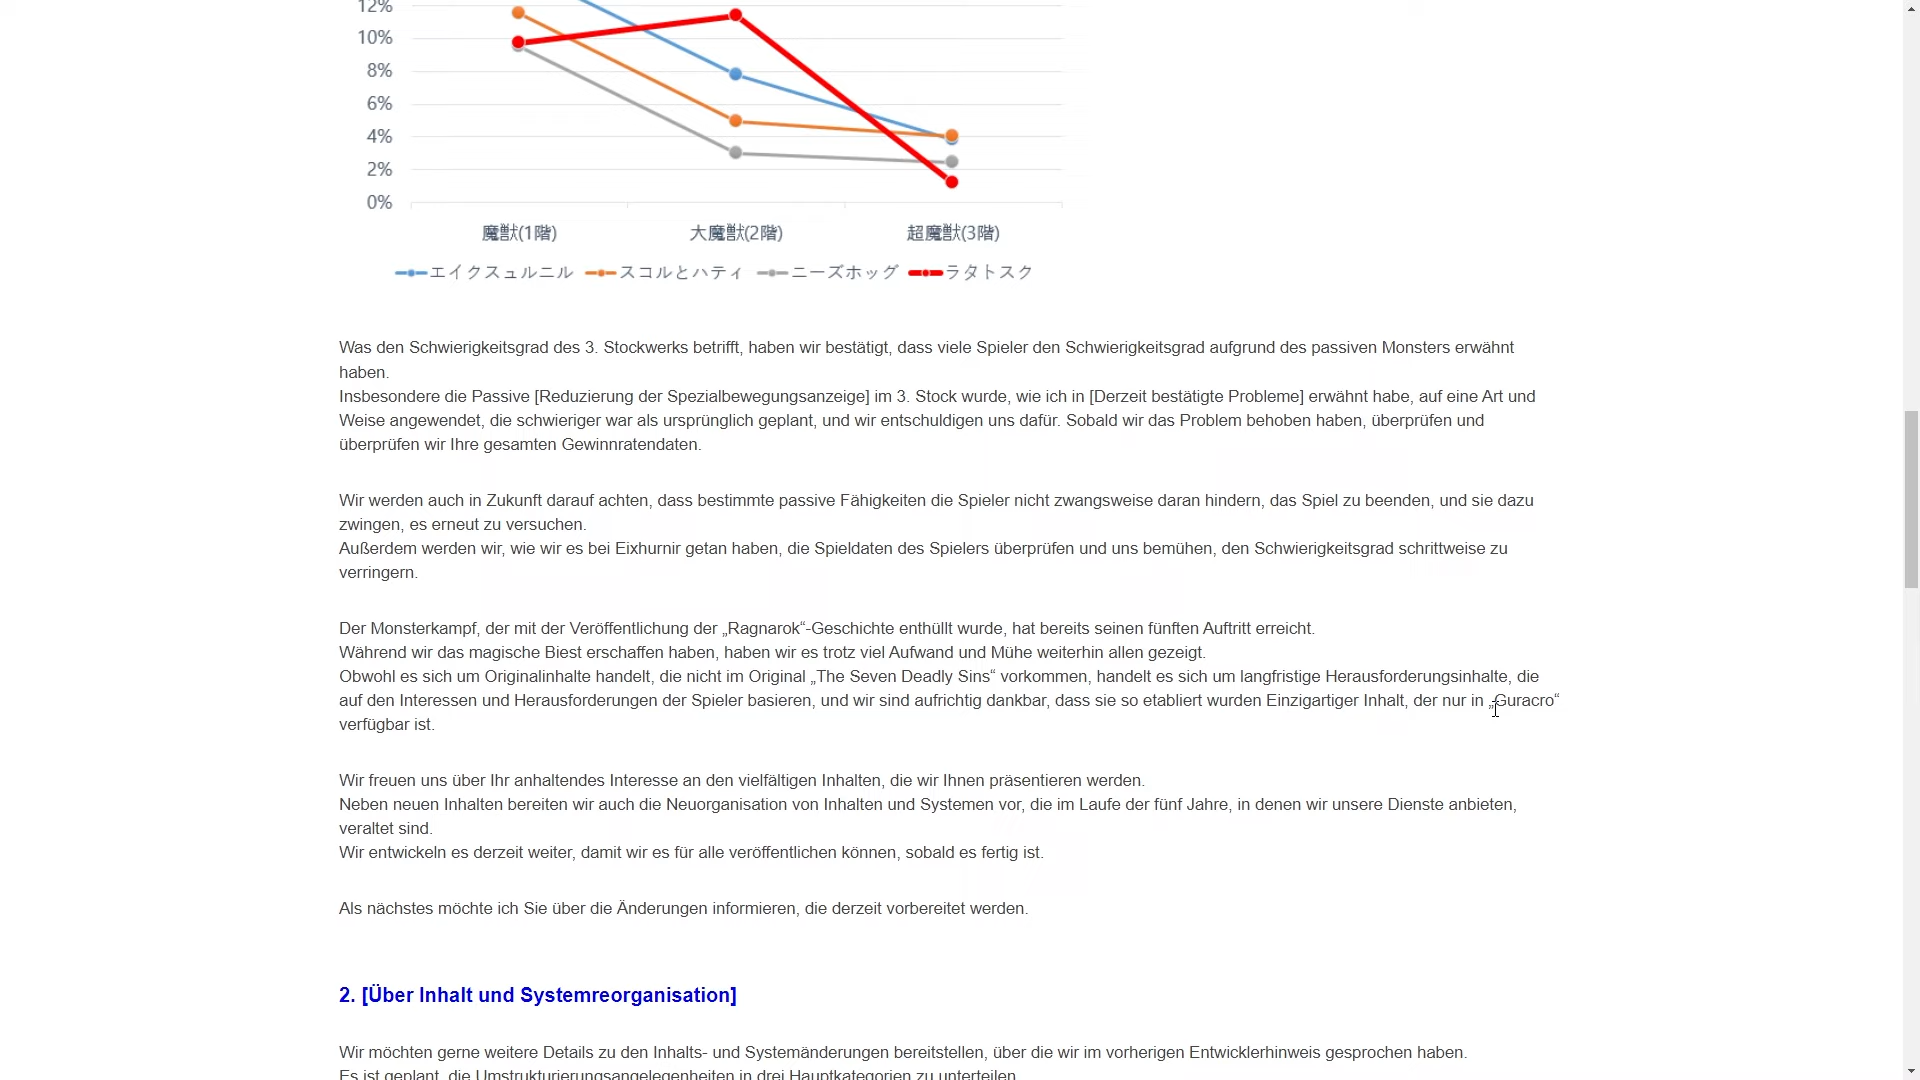 12%
10%
8%
6%
4%
2%
0%
魔獣(1階) 大魔獣(2階) 超魔獣(3階)
エイクスュルニル スコルとハティ ニーズホッグ ラタトスク
Was den Schwierigkeitsgrad des 3. Stockwerks betrifft, haben wir bestätigt, dass viele Spieler den Schwierigkeitsgrad aufgrund des passiven Monsters erwähnt
haben.
Insbesondere die Passive [Reduzierung der Spezialbewegungsanzeige] im 3. Stock wurde, wie ich in [Derzeit bestätigte Probleme] erwähnt habe, auf eine Art und
Weise angewendet, die schwieriger war als ursprünglich geplant, und wir entschuldigen uns dafür. Sobald wir das Problem behoben haben, überprüfen und
überprüfen wir Ihre gesamten Gewinnratendaten.
Wir werden auch in Zukunft darauf achten, dass bestimmte passive Fähigkeiten die Spieler nicht zwangsweise daran hindern, das Spiel zu beenden, und sie dazu
zwingen, es erneut zu versuchen.
Außerdem werden wir, wie wir es bei Eixhurnir getan haben, die Spieldaten des Spielers überprüfen und uns bemühen, den Schwierigkeitsgrad schrittweise zu
verringern.
Der Monsterkampf, der mit der Veröffentlichung der „Ragnarok“-Geschichte enthüllt wurde, hat bereits seinen fünften Auftritt erreicht.
Während wir das magische Biest erschaffen haben, haben wir es trotz viel Aufwand und Mühe weiterhin allen gezeigt.
Obwohl es sich um Originalinhalte handelt, die nicht im Original „The Seven Deadly Sins“ vorkommen, handelt es sich um langfristige Herausforderungsinhalte, die
auf den Interessen und Herausforderungen der Spieler basieren, und wir sind aufrichtig dankbar, dass sie so etabliert wurden Einzigartiger Inhalt, der nur in „Guracro“
verfügbar ist.
Wir freuen uns über Ihr anhaltendes Interesse an den vielfältigen Inhalten, die wir Ihnen präsentieren werden.
Neben neuen Inhalten bereiten wir auch die Neuorganisation von Inhalten und Systemen vor, die im Laufe der fünf Jahre, in denen wir unsere Dienste anbieten,
veraltet sind.
Wir entwickeln es derzeit weiter, damit wir es für alle veröffentlichen können, sobald es fertig ist.
Als nächstes möchte ich Sie über die Änderungen informieren, die derzeit vorbereitet werden.
2. [Über Inhalt und Systemreorganisation]
Wir möchten gerne weitere Details zu den Inhalts- und Systemänderungen bereitstellen, über die wir im vorherigen Entwicklerhinweis gesprochen haben.
Es ist geplant, die Umstrukturierungsangelegenheiten in drei Hauptkategorien zu unterteilen.